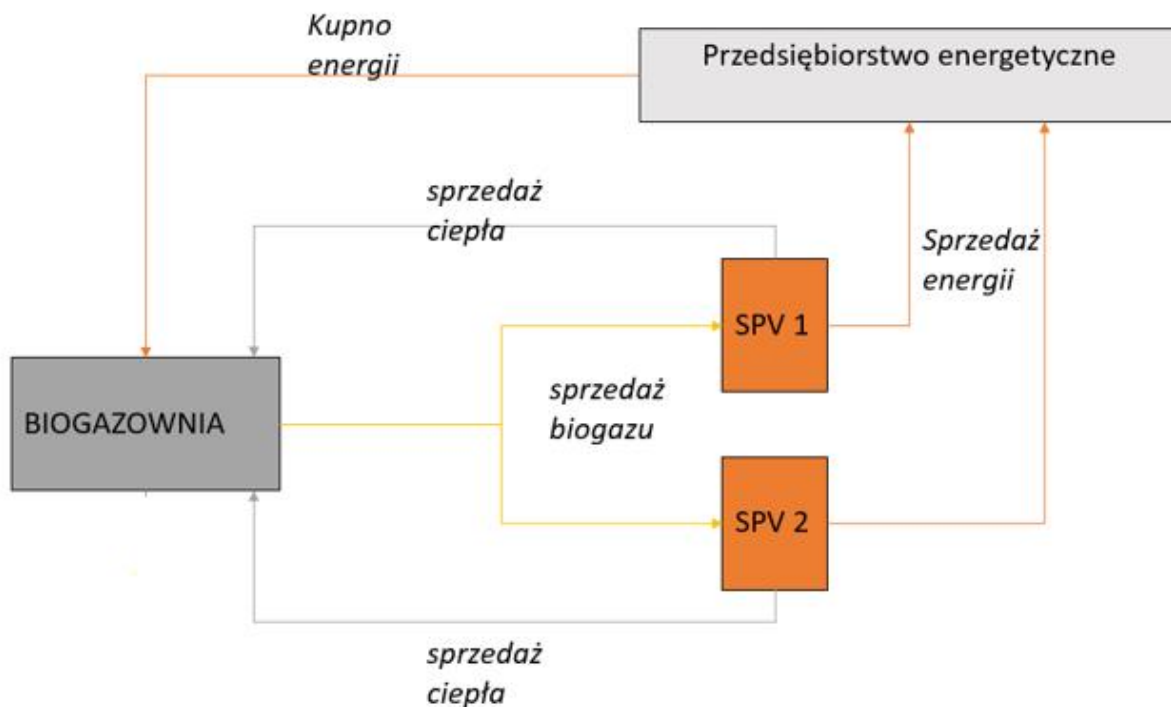 Kupno
energii
Przedsiębiorstwo energetyczne
sprzedaż
ciepła
Sprzedaż
energii
SPV 1
sprzedaż
biogazu
BIOGAZOWNIA
SPV 2
sprzedaż
ciepła